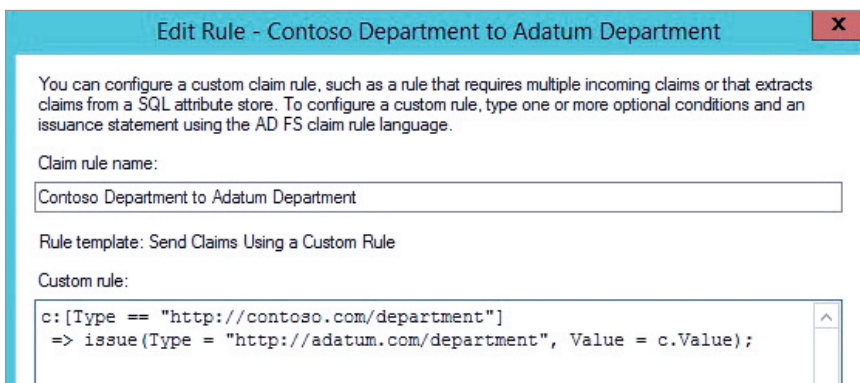 Edit Rule - Contoso Department to Adatum Department
x
You can configure a custom claim rule, such as a rule that requires multiple incoming claims or that extracts
claims from a SQL attribute store. To configure a custom rule, type one or more optional conditions and an
issuance statement using the AD FS claim rule language.
Claim rule name:
Contoso Department to Adatum Department
Rule template: Send Claims Using a Custom Rule
Custom rule:
c:[Type == "http://contoso.com/department"]
 => issue(Type = "http://adatum.com/department", Value = c.Value);